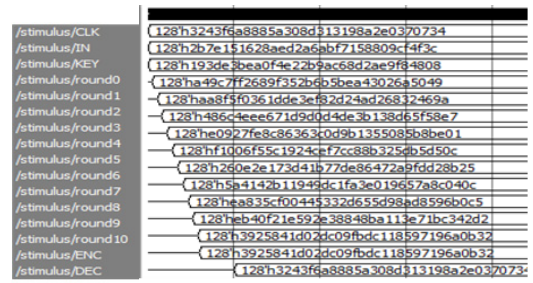 /stimulus/CLK
/stimulus/IN
/stimulus/KEY
/stimulus/round0
/stimulus/round1
/stimulus/round2
/stimulus/round3
/stimulus/round4
/stimulus/round5
/stimulus/round6
/stimulus/round7
/stimulus/round8
/stimulus/round9
/stimulus/round10
/stimulus/ENC
/stimulus/DEC
128'h3243f6a8885a308d313198a2e0370734
128'h2b7e151628aed2a6abf7158809cf4f3c
128'h193de3bea0f4e22b9ac68d2ae9f84808
128'ha49c7ff2689f352b6b5bea43026a5049
128'haa8f5f0361dde3ef82d24ad26832469a
128'h486c4eee671d9d0d4de3b138d65f58e7
128'he0927fe8c86363c0d9b1355085b8be01
128'hf1006f55c1924cef7cc88b325db5d50c
128'h260e2e173d41b77de86472a9fdd28b25
128'h5a4142b11949dc1fa3e019657a8c040c
128'hea835cf00445332d655d98ad8596b0c5
128'heb40f21e592e38848ba113e71bc342d2
128'h3925841d02dc09fbdc118597196a0b32
128'h3925841d02dc09fbdc118597196a0b32
128'h3243f6a8885a308d313198a2e0370734